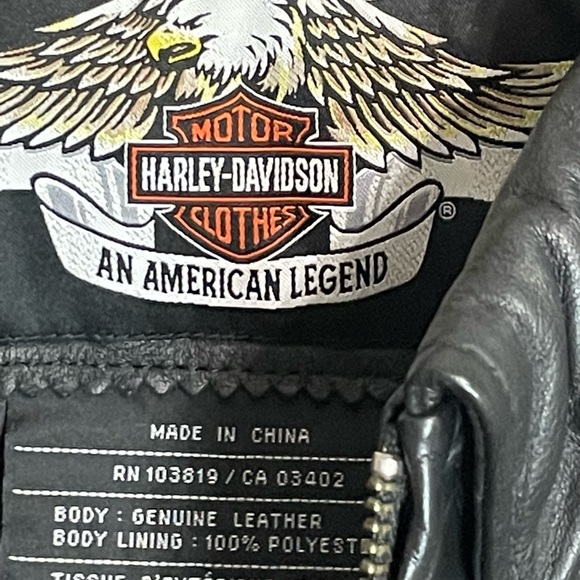 MOTOR
HARLEY-DAVIDSON
CLOTHES
®
AN AMERICAN LEGEND
MADE IN CHINA
RN 103819 / CA 03402
BODY : GENUINE LEATHER
BODY LINING : 100% POLYEST
TISSUE